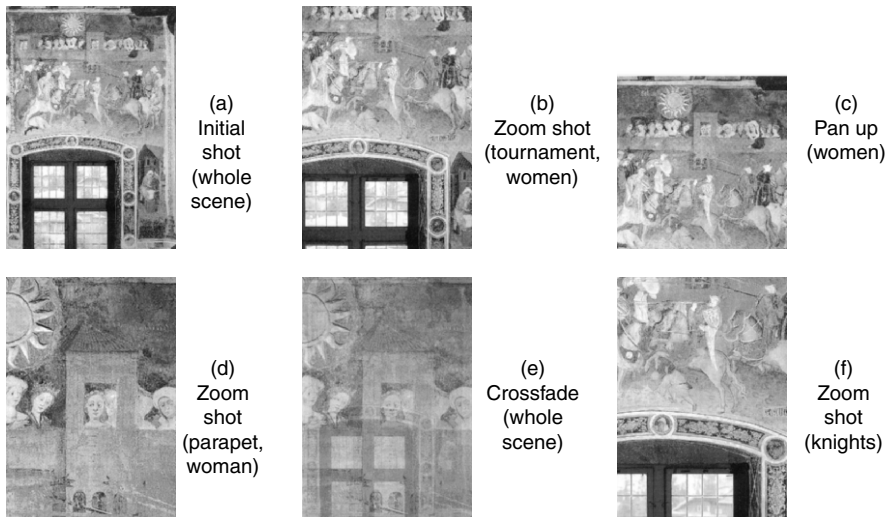 (a)
Initial
shot
(whole
scene)
(b)
Zoom shot
(tournament,
women)
(c)
Pan up
(women)
(d)
Zoom
shot
(parapet,
woman)
(e)
Crossfade
(whole
scene)
(f)
Zoom
shot
(knights)